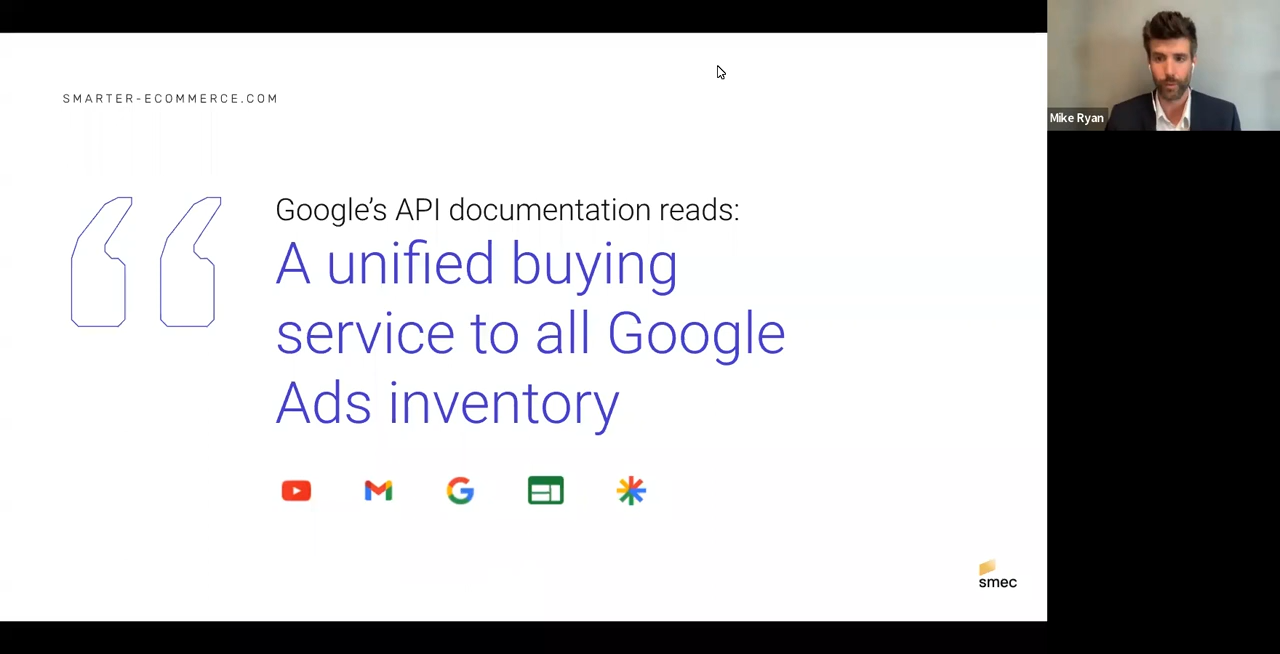 SMARTER-ECOMMERCE.COM
Google’s API documentation reads:
A unified buying
service to all Google
Ads inventory
smec
Mike Ryan